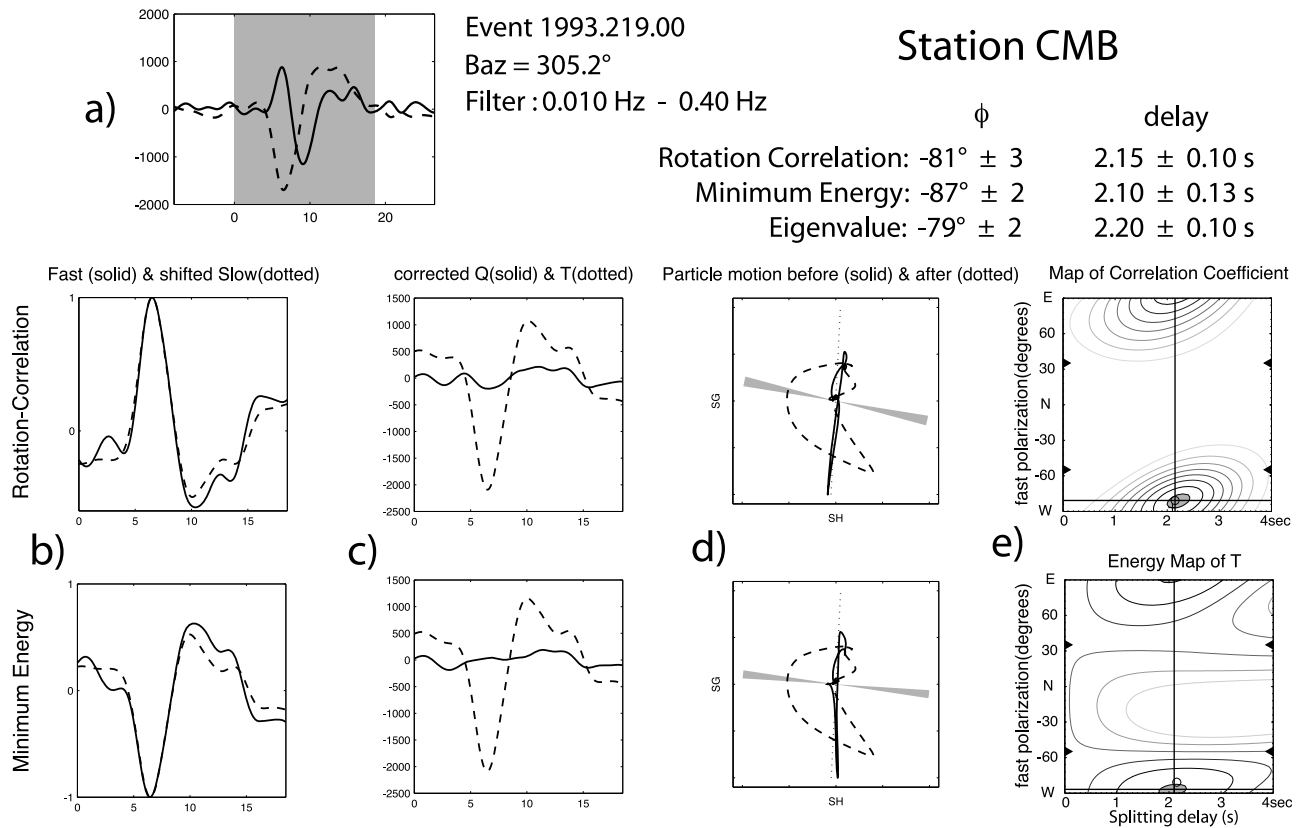 Event 1993.219.00
Baz = 305.2°
Filter : 0.010 Hz - 0.40 Hz
Station CMB
ϕ delay
Rotation Correlation: -81° ± 3 2.15 ± 0.10 s
Minimum Energy: -87° ± 2 2.10 ± 0.13 s
Eigenvalue: -79° ± 2 2.20 ± 0.10 s
a)
2000
1000
0
-1000
-2000
0 10 20
Rotation-Correlation
Fast (solid) & shifted Slow(dotted)
1
0
-1
0 5 10 15
corrected Q(solid) & T(dotted)
1500
1000
500
0
-500
-1000
-1500
-2000
-2500
0 5 10 15
Particle motion before (solid) & after (dotted)
SG
SH
Map of Correlation Coefficient
fast polarization(degrees)
E
60
30
N
-30
-60
W
0 1 2 3 4sec
b)
c)
d)
e)
Minimum Energy
1
0
-1
0 5 10 15
1500
1000
500
0
-500
-1000
-1500
-2000
-2500
0 5 10 15
SG
SH
Energy Map of T
fast polarization(degrees)
E
60
30
N
-30
-60
W
0 1 2 3 4sec
Splitting delay (s)